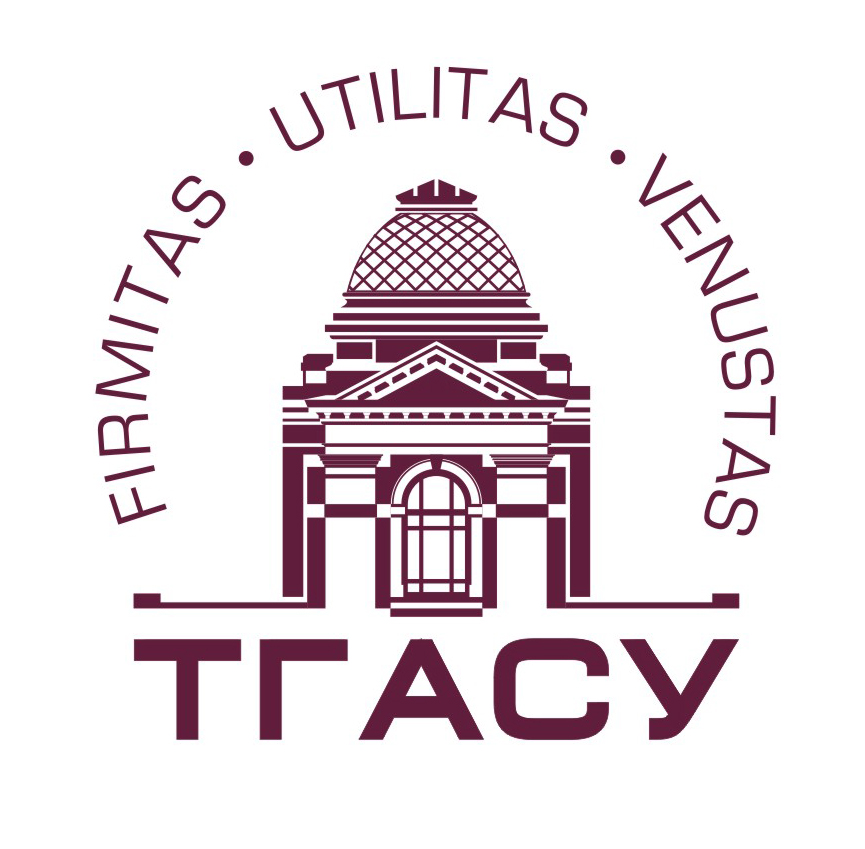 FIRMITAS • UTILITAS • VENUSTAS
ТГАСУ